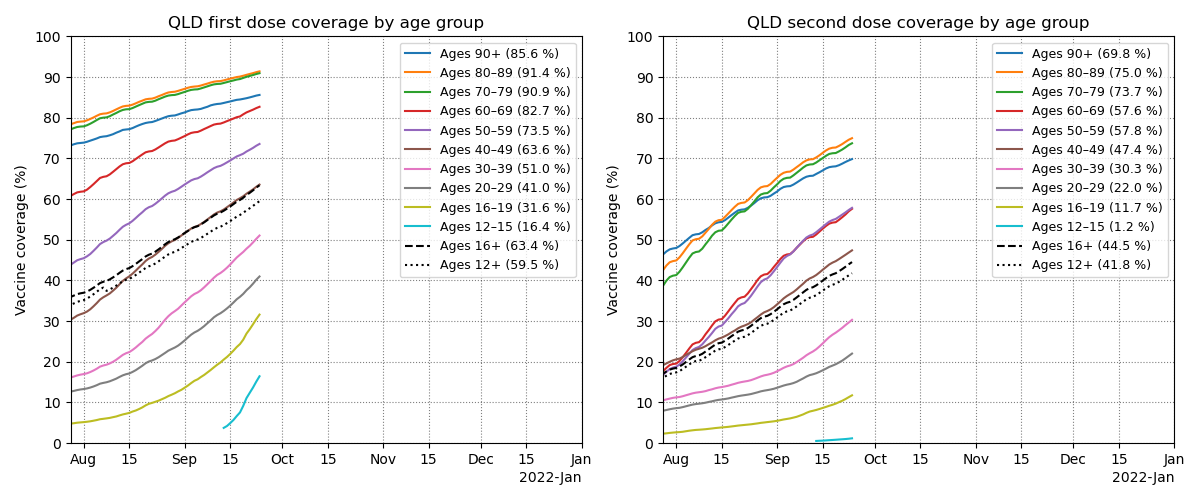 QLD first dose coverage by age group
Vaccine coverage (%)
100
90
80
70
60
50
40
30
20
10
0
Ages 90+ (85.6 %)
Ages 80–89 (91.4 %)
Ages 70–79 (90.9 %)
Ages 60–69 (82.7 %)
Ages 50–59 (73.5 %)
Ages 40–49 (63.6 %)
Ages 30–39 (51.0 %)
Ages 20–29 (41.0 %)
Ages 16–19 (31.6 %)
Ages 12–15 (16.4 %)
Ages 16+ (63.4 %)
Ages 12+ (59.5 %)
Aug 15 Sep 15 Oct 15 Nov 15 Dec 15 Jan
2022-Jan
QLD second dose coverage by age group
Vaccine coverage (%)
100
90
80
70
60
50
40
30
20
10
0
Ages 90+ (69.8 %)
Ages 80–89 (75.0 %)
Ages 70–79 (73.7 %)
Ages 60–69 (57.6 %)
Ages 50–59 (57.8 %)
Ages 40–49 (47.4 %)
Ages 30–39 (30.3 %)
Ages 20–29 (22.0 %)
Ages 16–19 (11.7 %)
Ages 12–15 (1.2 %)
Ages 16+ (44.5 %)
Ages 12+ (41.8 %)
Aug 15 Sep 15 Oct 15 Nov 15 Dec 15 Jan
2022-Jan